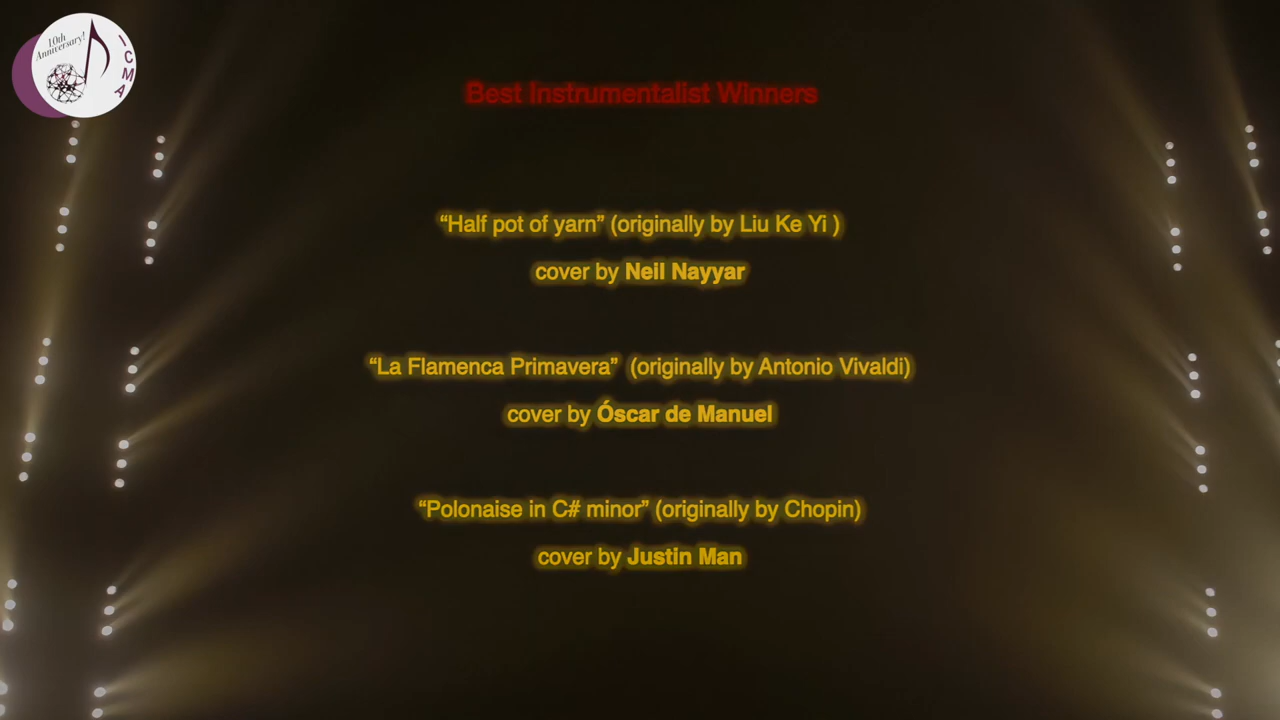 10th
Anniversary!
ICMA
Best Instrumentalist Winners
“Half pot of yarn” (originally by Liu Ke Yi )
cover by Neil Nayyar
“La Flamenca Primavera” (originally by Antonio Vivaldi)
cover by Óscar de Manuel
“Polonaise in C# minor” (originally by Chopin)
cover by Justin Man